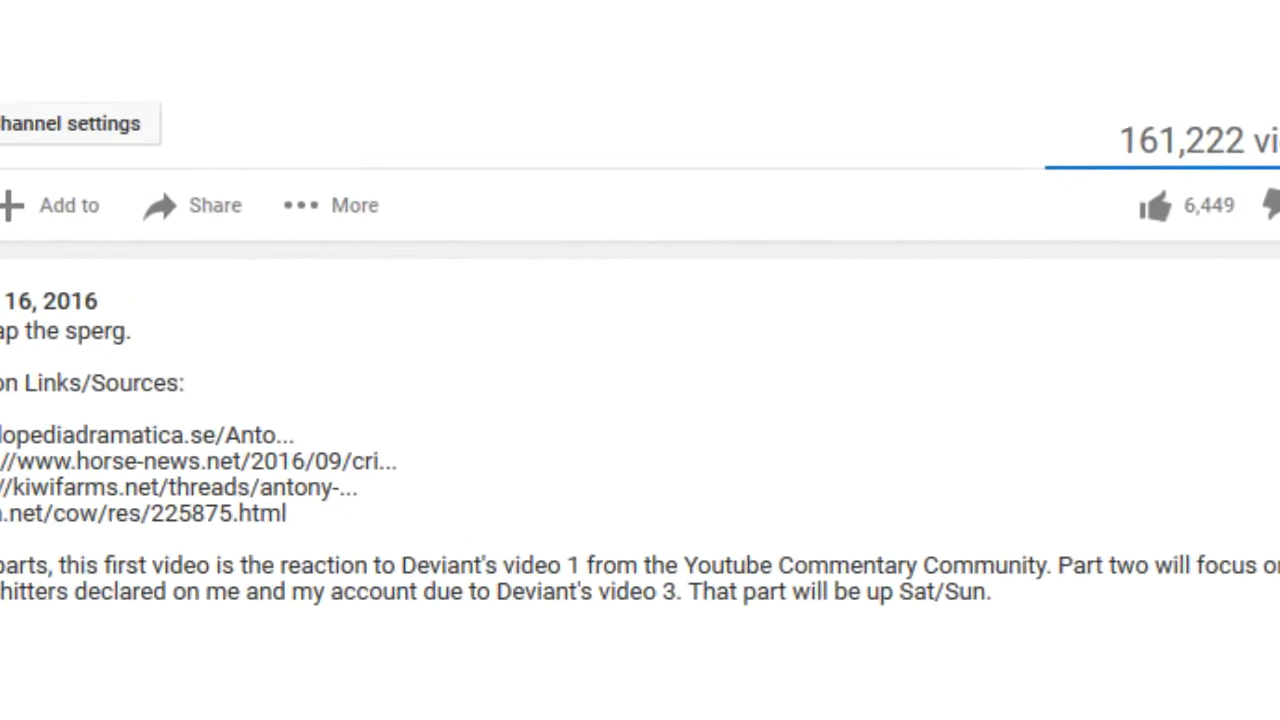 hannel settings
161,222 vi
Add to Share More 6,449
16, 2016
ap the sperg.
on Links/Sources:
lopediadramatica.se/Anto...
//www.horse-news.net/2016/09/cri...
//kiwifarms.net/threads/antony-...
.net/cow/res/225875.html
parts, this first video is the reaction to Deviant's video 1 from the Youtube Commentary Community. Part two will focus on
hitters declared on me and my account due to Deviant's video 3. That part will be up Sat/Sun.